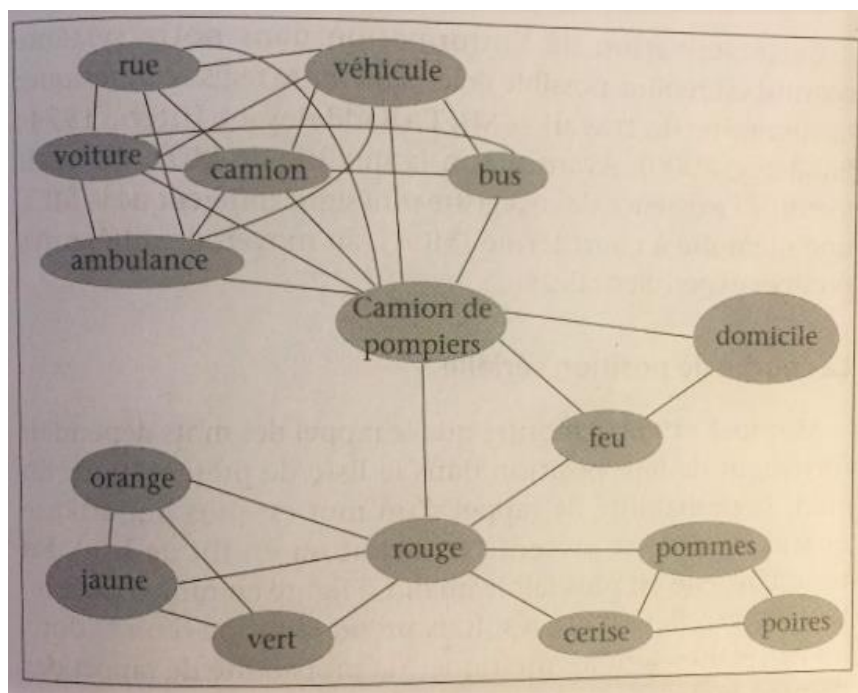 rue
véhicule
voiture
camion
bus
ambulance
Camion de
pompiers
domicile
feu
orange
rouge
pommes
jaune
vert
cerise
poires